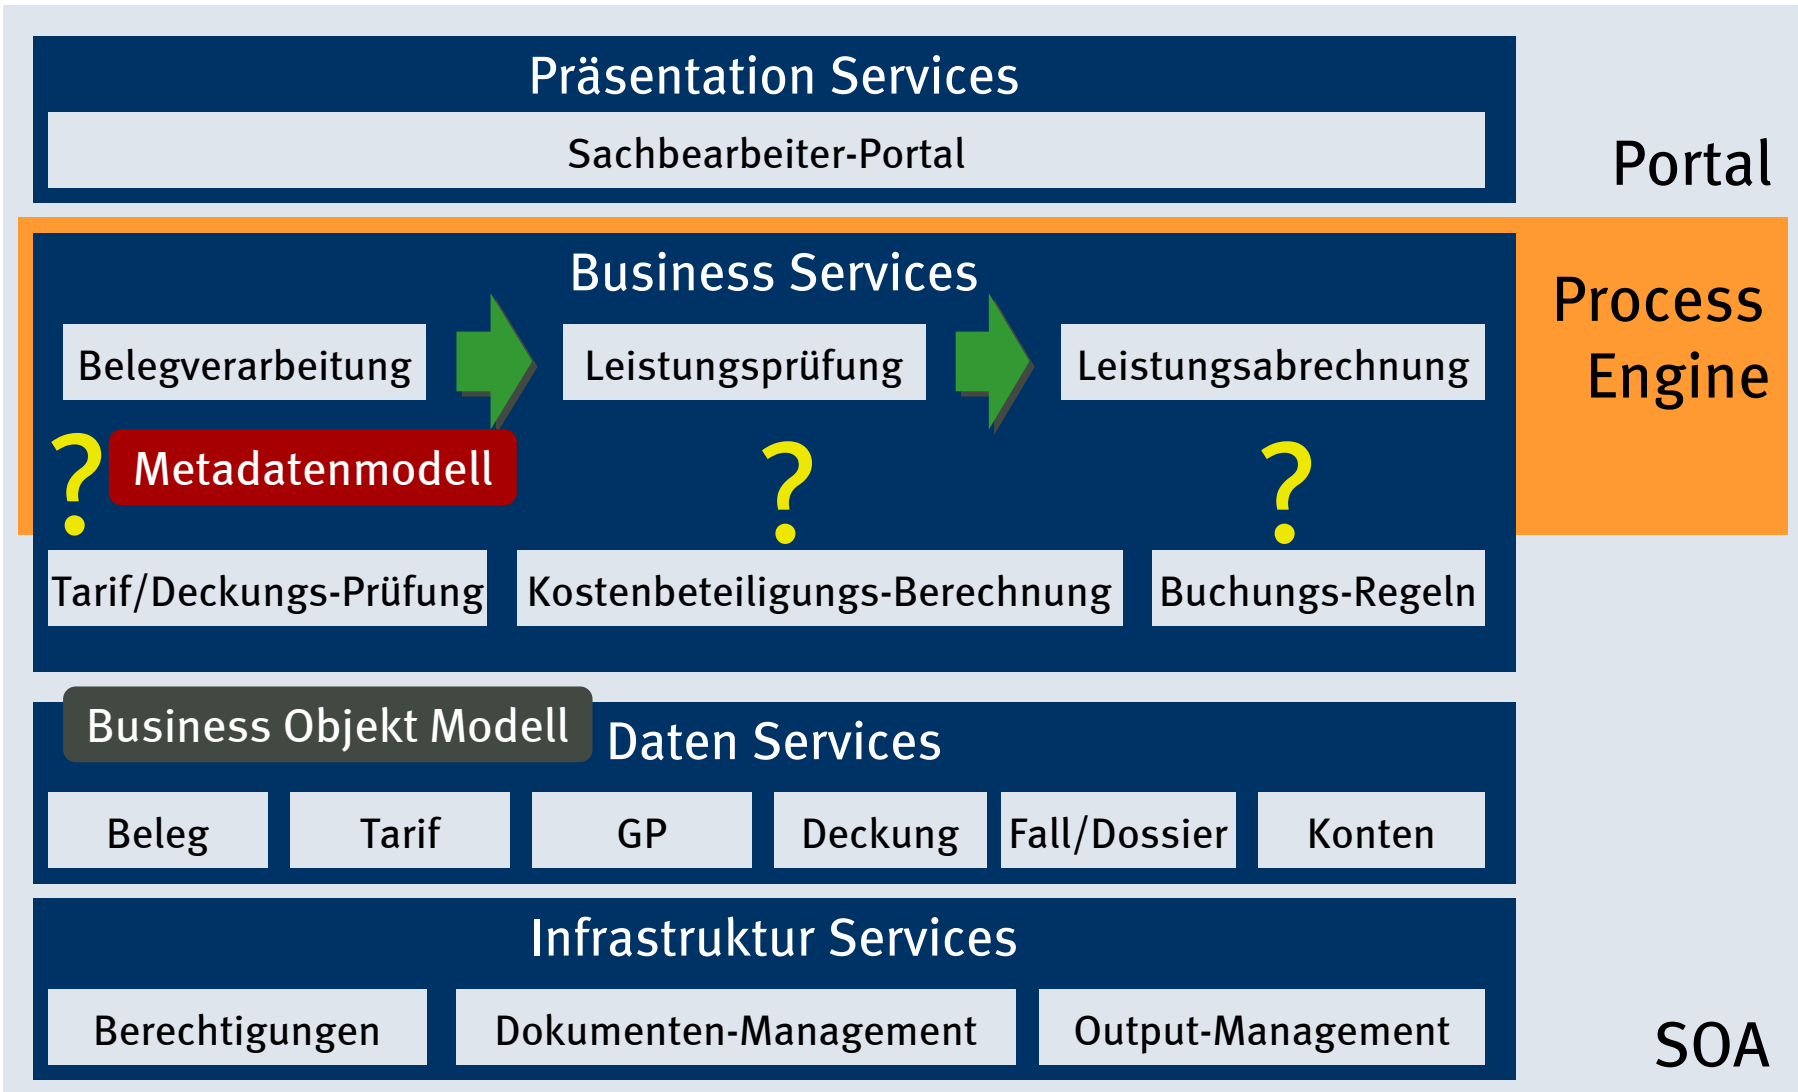 Präsentation Services
Sachbearbeiter-Portal
Portal
Business Services
Process
Engine
Belegverarbeitung
Leistungsprüfung
Leistungsabrechnung
?
Metadatenmodell
?
?
Tarif/Deckungs-Prüfung
Kostenbeteiligungs-Berechnung
Buchungs-Regeln
Business Objekt Modell
Daten Services
Beleg
Tarif
GP
Deckung
Fall/Dossier
Konten
Infrastruktur Services
Berechtigungen
Dokumenten-Management
Output-Management
SOA